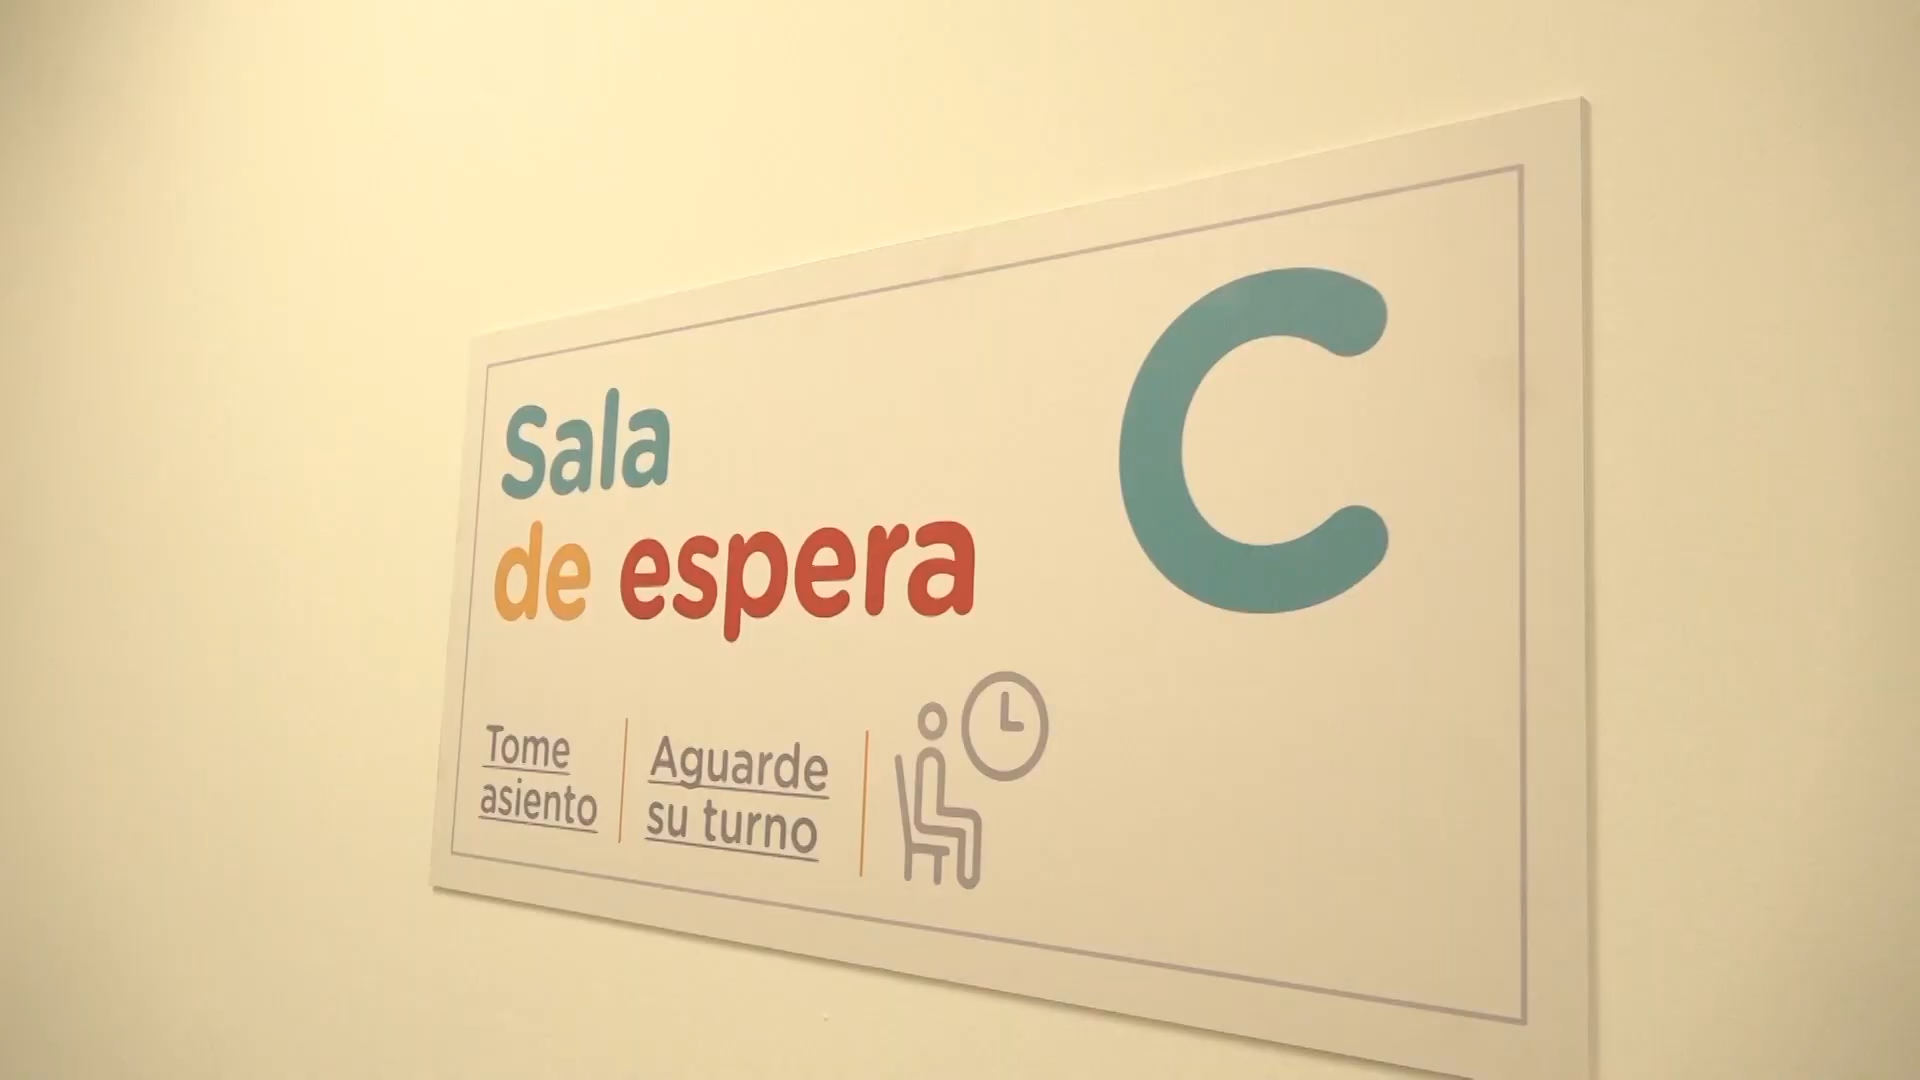 Sala
de espera
C
Tome
asiento
Aguarde
su turno